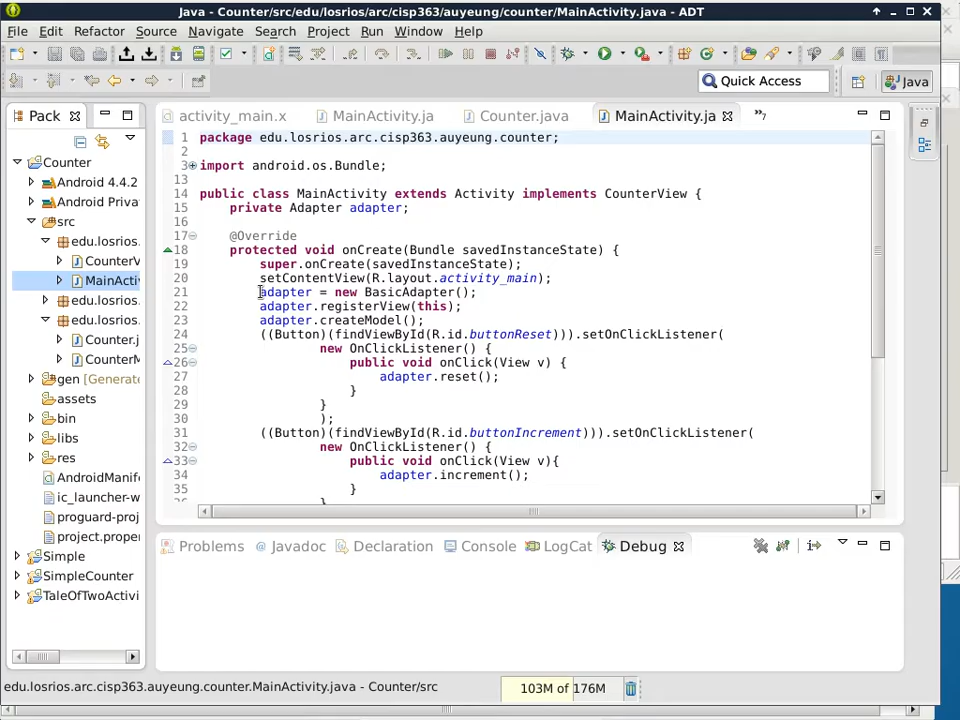 Java - Counter/src/edu/losrios/arc/cisp363/auyeung/counter/MainActivity.java - ADT
File Edit Refactor Source Navigate Search Project Run Window Help
Quick Access
Java
Pack
activity_main.x MainActivity.ja Counter.java MainActivity.ja »7
Counter
Android 4.4.2
Android Priva
src
edu.losrios.
CounterV
MainActiv
edu.losrios.
edu.losrios.
Counter.j
CounterM
gen [Generate
assets
bin
libs
res
AndroidManif
ic_launcher-w
proguard-proj
project.proper
Simple
SimpleCounter
TaleOfTwoActivi
1 package edu.losrios.arc.cisp363.auyeung.counter;
2
3 import android.os.Bundle;
13
14 public class MainActivity extends Activity implements CounterView {
15 private Adapter adapter;
16
17 @Override
18 protected void onCreate(Bundle savedInstanceState) {
19 super.onCreate(savedInstanceState);
20 setContentView(R.layout.activity_main);
21 adapter = new BasicAdapter();
22 adapter.registerView(this);
23 adapter.createModel();
24 ((Button)(findViewById(R.id.buttonReset))).setOnClickListener(
25 new OnClickListener() {
26 public void onClick(View v) {
27 adapter.reset();
28 }
29 }
30 );
31 ((Button)(findViewById(R.id.buttonIncrement))).setOnClickListener(
32 new OnClickListener() {
33 public void onClick(View v){
34 adapter.increment();
35 }
36 }
Problems @ Javadoc Declaration Console LogCat Debug
edu.losrios.arc.cisp363.auyeung.counter.MainActivity.java - Counter/src
103M of 176M